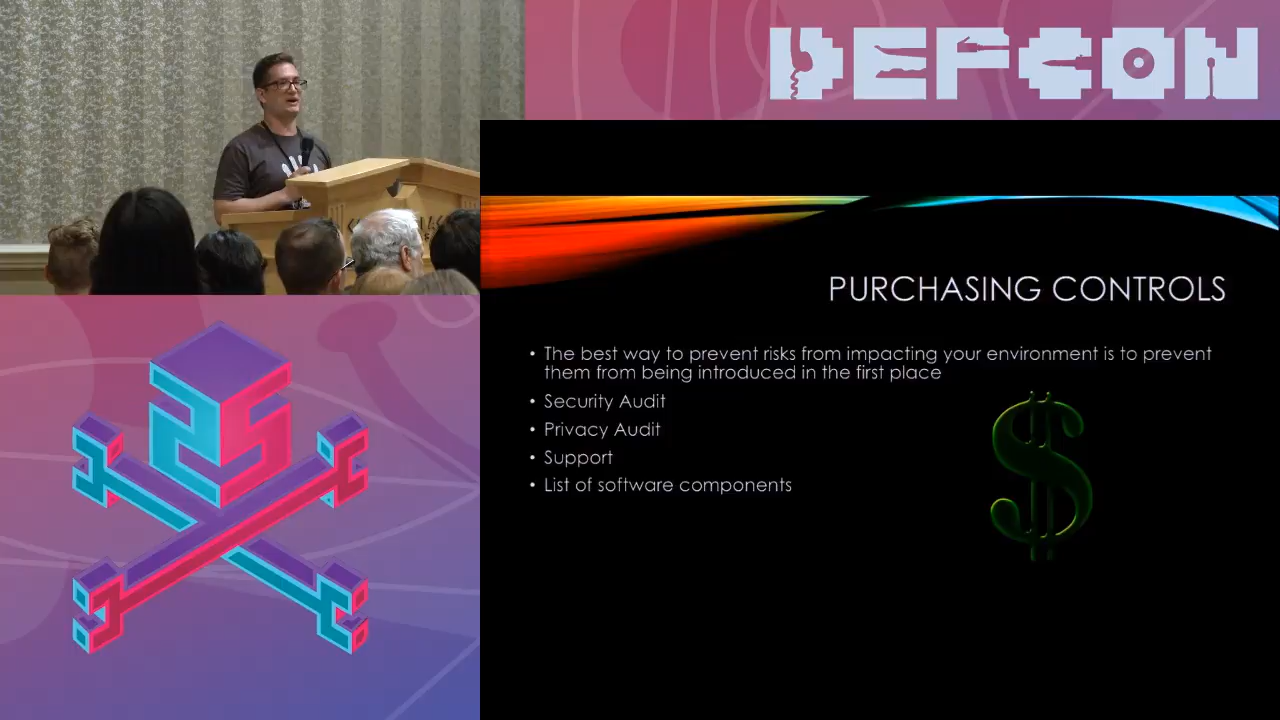 DEFCON
PURCHASING CONTROLS
• The best way to prevent risks from impacting your environment is to prevent
them from being introduced in the first place
• Security Audit
• Privacy Audit
• Support
• List of software components
$
25